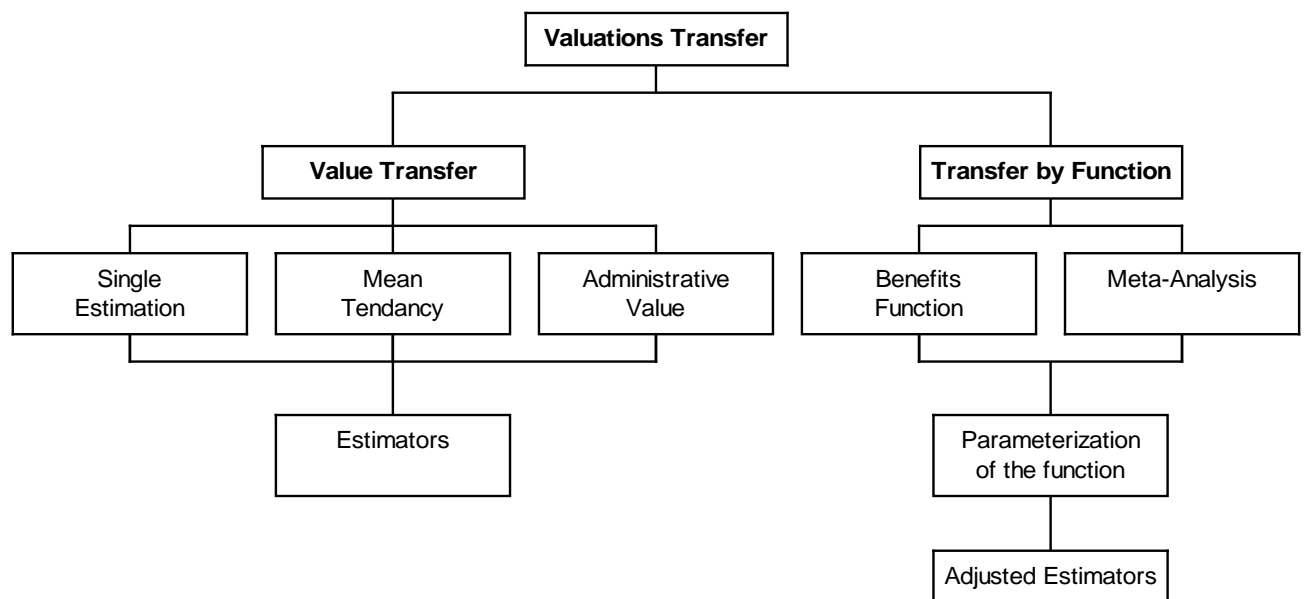 Valuations Transfer
Value Transfer
Transfer by Function
Single
Estimation
Mean
Tendancy
Administrative
Value
Benefits
Function
Meta-Analysis
Estimators
Parameterization
of the function
Adjusted Estimators